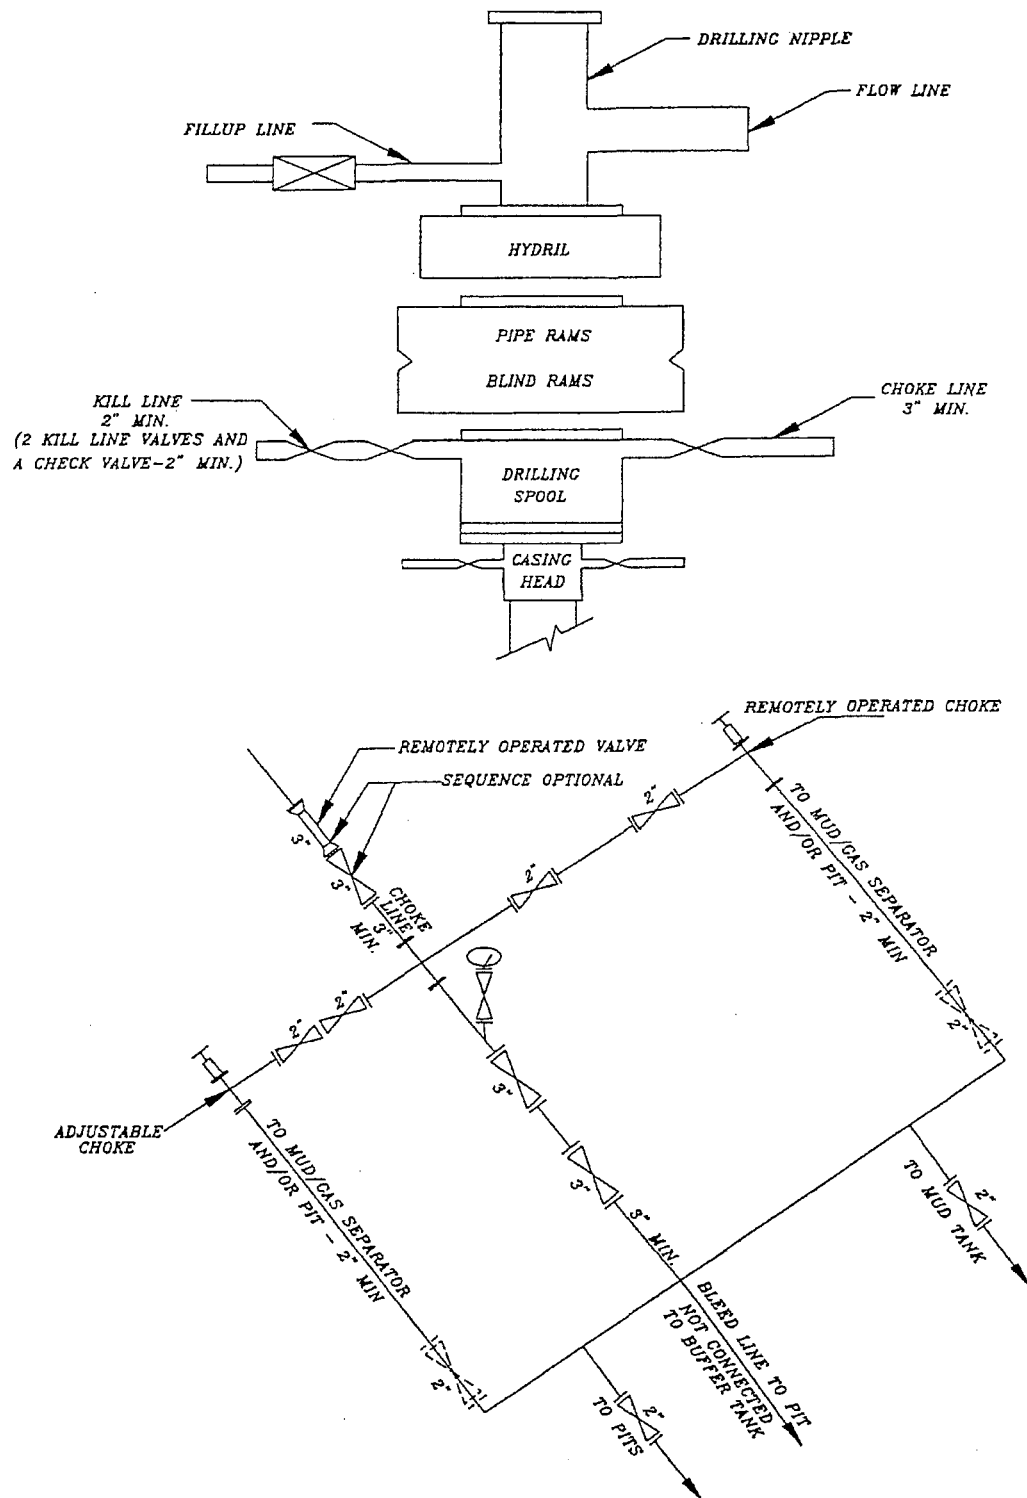 DRILLING NIPPLE
FLOW LINE
FILLUP LINE
HYDRIL
PIPE RAMS
BLIND RAMS
KILL LINE
2" MIN.
(2 KILL LINE VALVES AND
A CHECK VALVE-2" MIN.)
CHOKE LINE
3" MIN.
DRILLING
SPOOL
CASING
HEAD
REMOTELY OPERATED CHOKE
REMOTELY OPERATED VALVE
SEQUENCE OPTIONAL
3"
3"
CHOKE
LINE
3"
MIN.
2"
2"
2"
2"
TO MUD/GAS SEPARATOR
AND/OR PIT - 2" MIN
2"
3"
3"
3" MIN.
ADJUSTABLE
CHOKE
TO MUD/GAS SEPARATOR
AND/OR PIT - 2" MIN
2"
2"
TO MUD TANK
BLEED LINE TO PIT
NOT CONNECTED
TO BUFFER TANK
2"
TO PITS